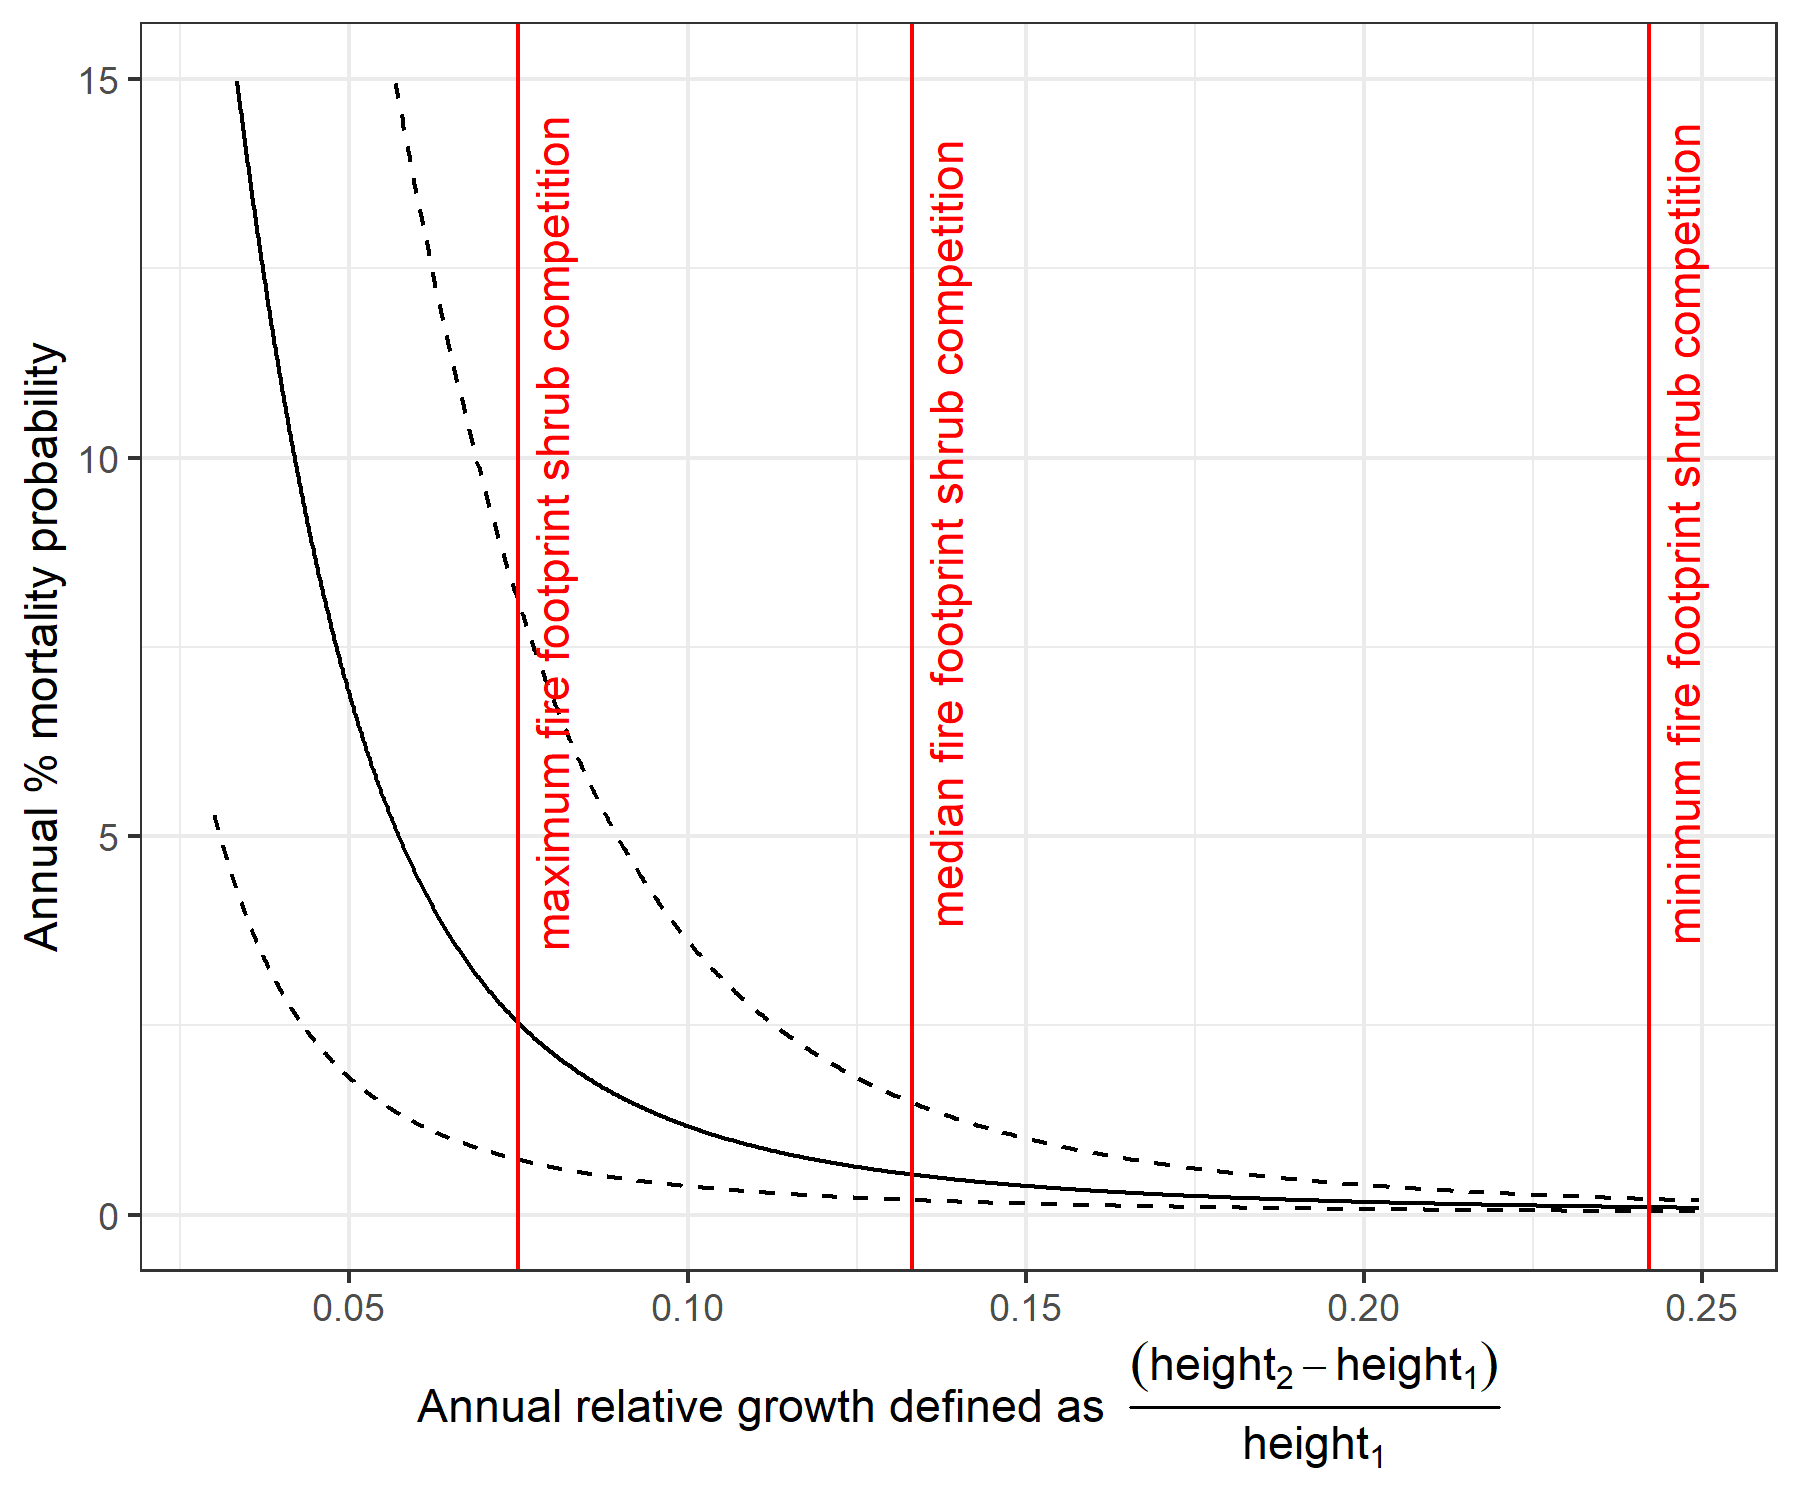 15
10
5
0
Annual % mortality probability
maximum fire footprint shrub competition
median fire footprint shrub competition
minimum fire footprint shrub competition
0.05 0.10 0.15 0.20 0.25
Annual relative growth defined as (height₂ − height₁)
height₁